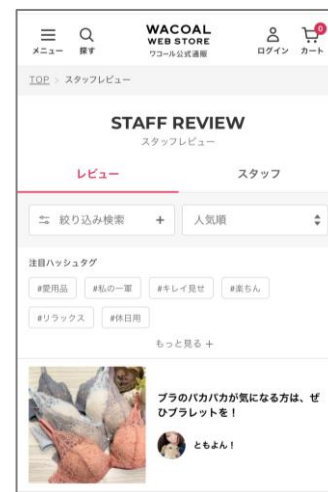 WACOAL
WEB STORE
ワコール公式通販
メニュー
探す
ログイン
カート
0
TOP > スタッフレビュー
STAFF REVIEW
スタッフレビュー
レビュー
スタッフ
絞り込み検索 +
人気順
注目ハッシュタグ
#愛用品 #私の一軍 #キレイ見せ #楽ちん
#リラックス #休日用
もっと見る +
ブラのパカパカが気になる方は、ぜ
ひブラレットを!
ともよん!